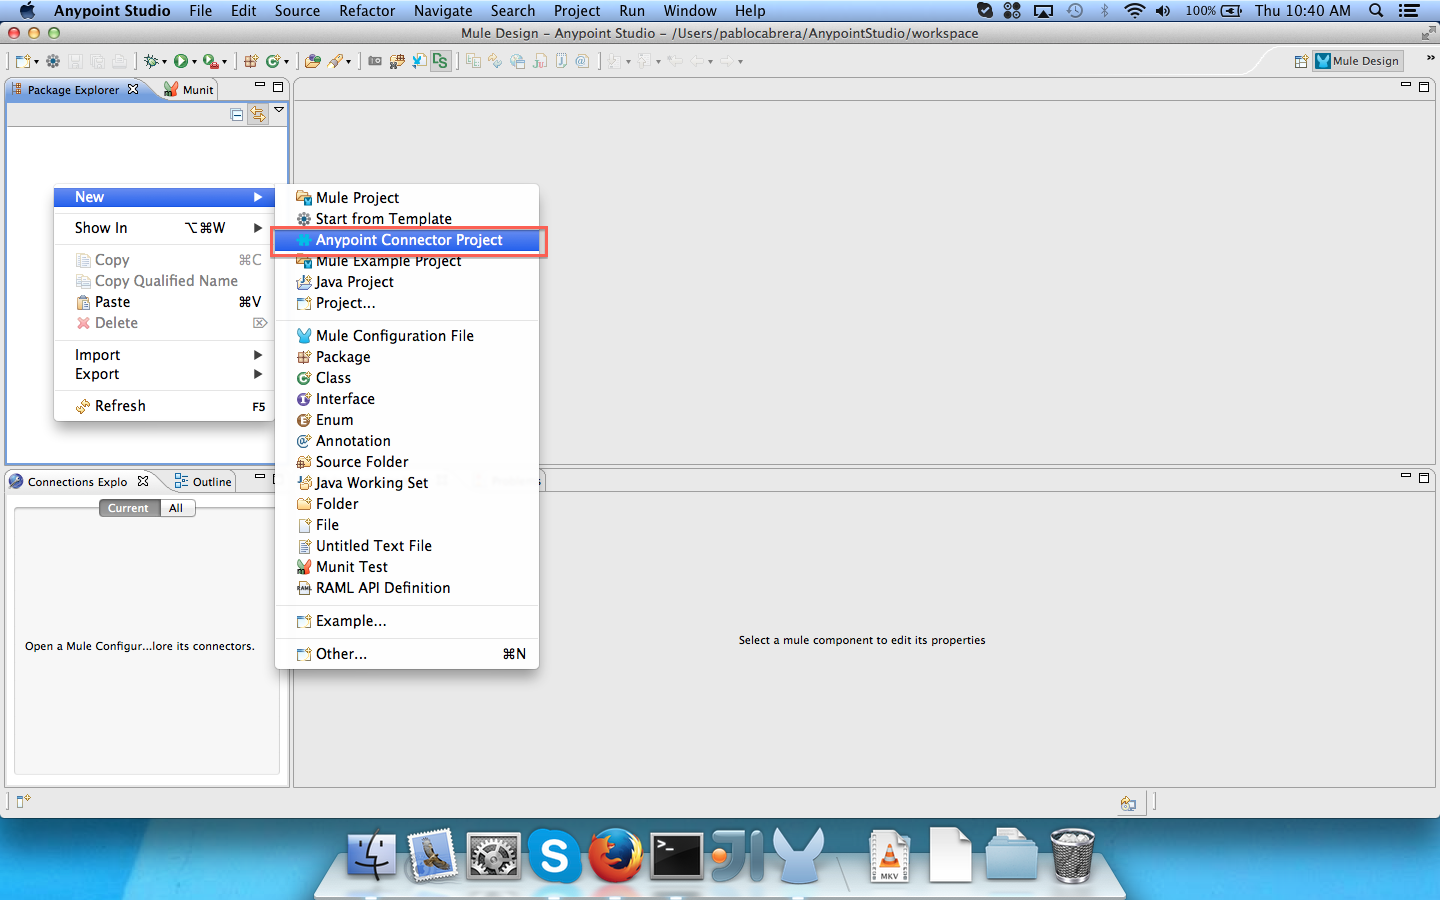 Anypoint Studio File Edit Source Refactor Navigate Search Project Run Window Help 100% Thu 10:40 AM
Mule Design – Anypoint Studio – /Users/pablocabrera/AnypointStudio/workspace
Mule Design
Package Explorer Munit
New
Show In ⌥⌘W
Copy ⌘C
Copy Qualified Name
Paste ⌘V
Delete ⌦
Import
Export
Refresh F5
Mule Project
Start from Template
Anypoint Connector Project
Mule Example Project
Java Project
Project...
Mule Configuration File
Package
Class
Interface
Enum
Annotation
Source Folder
Java Working Set
Folder
File
Untitled Text File
Munit Test
RAML API Definition
Example...
Other... ⌘N
Connections Explo Outline
Current All
Open a Mule Configur...lore its connectors.
Select a mule component to edit its properties
MKV